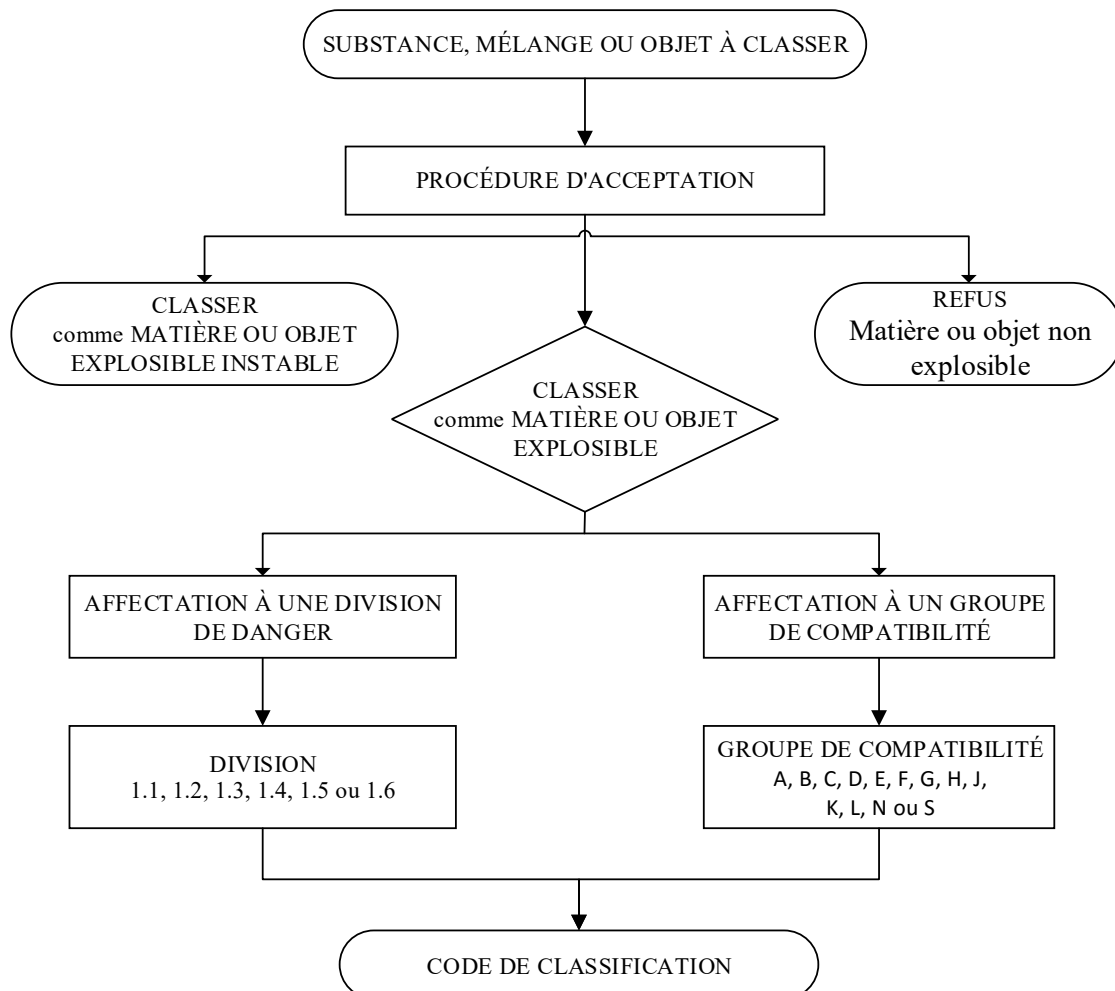 SUBSTANCE, MÉLANGE OU OBJET À CLASSER
PROCÉDURE D'ACCEPTATION
CLASSER
comme MATIÈRE OU OBJET
EXPLOSIBLE INSTABLE
REFUS
Matière ou objet non
explosible
CLASSER
comme MATIÈRE OU OBJET
EXPLOSIBLE
AFFECTATION À UNE DIVISION
DE DANGER
AFFECTATION À UN GROUPE
DE COMPATIBILITÉ
DIVISION
1.1, 1.2, 1.3, 1.4, 1.5 ou 1.6
GROUPE DE COMPATIBILITÉ
A, B, C, D, E, F, G, H, J,
K, L, N ou S
CODE DE CLASSIFICATION